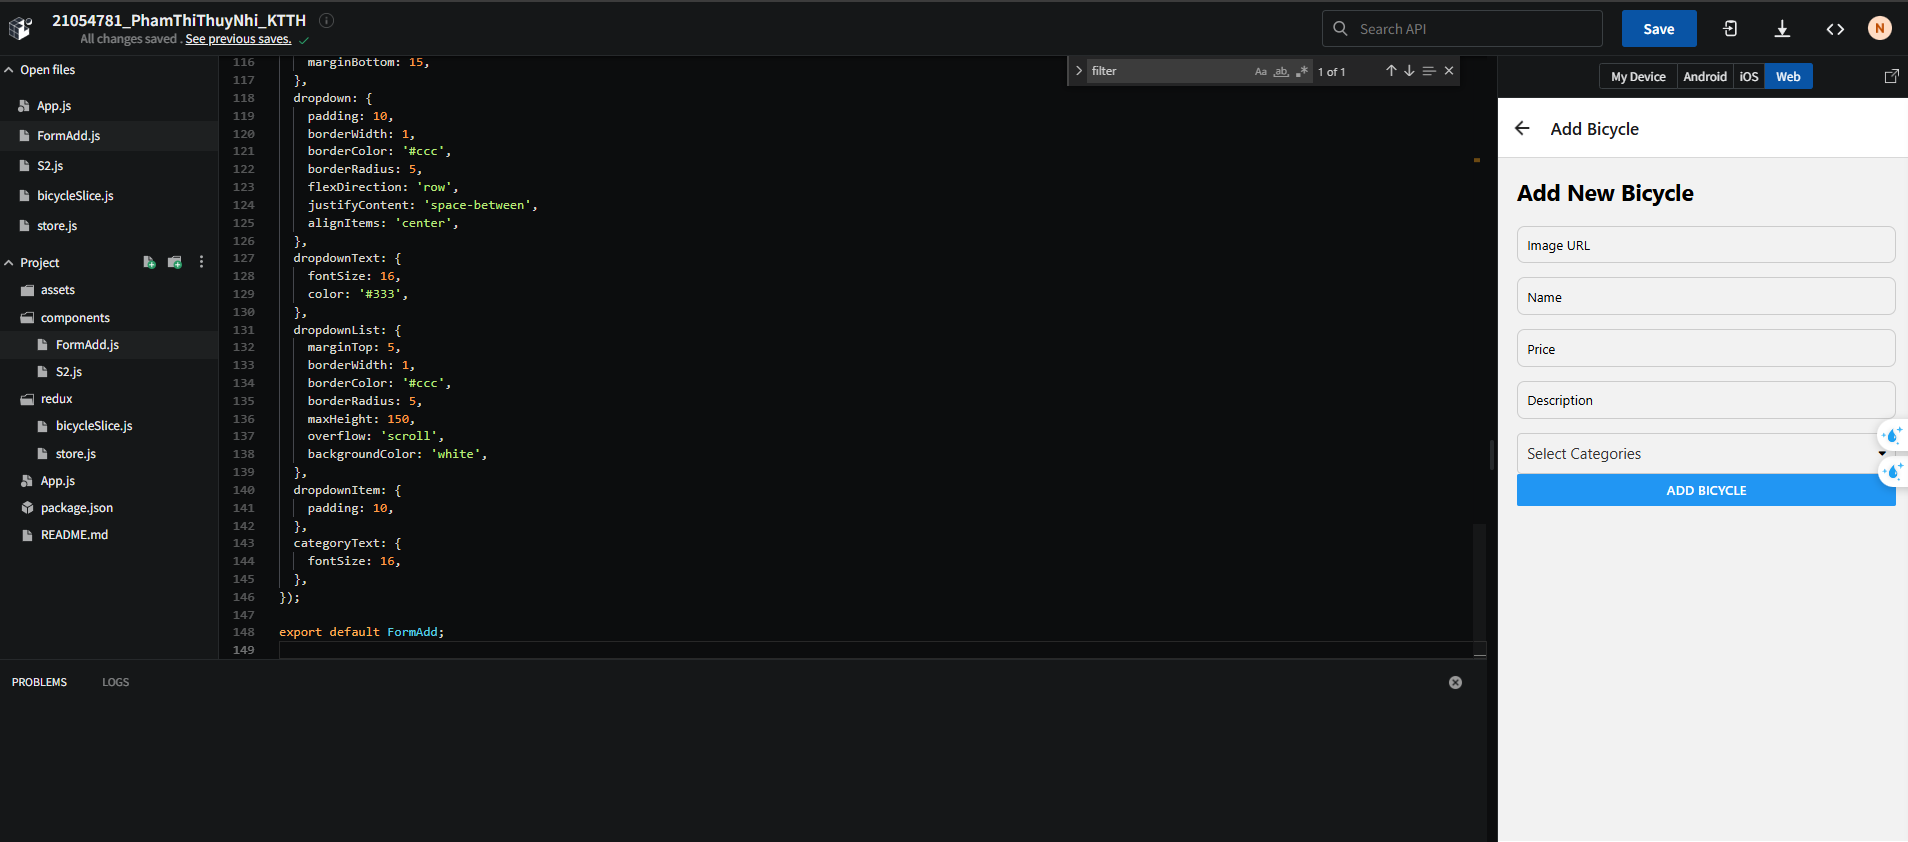 21054781_PhamThiThuyNhi_KTTH
All changes saved . See previous saves.
Search API
Save
N
Open files
App.js
FormAdd.js
S2.js
bicycleSlice.js
store.js
Project
assets
components
FormAdd.js
S2.js
redux
bicycleSlice.js
store.js
App.js
package.json
README.md
filter
Aa
ab
.*
1 of 1
116 marginBottom: 15,
117 },
118 dropdown: {
119 padding: 10,
120 borderWidth: 1,
121 borderColor: '#ccc',
122 borderRadius: 5,
123 flexDirection: 'row',
124 justifyContent: 'space-between',
125 alignItems: 'center',
126 },
127 dropdownText: {
128 fontSize: 16,
129 color: '#333',
130 },
131 dropdownList: {
132 marginTop: 5,
133 borderWidth: 1,
134 borderColor: '#ccc',
135 borderRadius: 5,
136 maxHeight: 150,
137 overflow: 'scroll',
138 backgroundColor: 'white',
139 },
140 dropdownItem: {
141 padding: 10,
142 },
143 categoryText: {
144 fontSize: 16,
145 },
146 });
147
148 export default FormAdd;
149
PROBLEMS
LOGS
My Device
Android
iOS
Web
Add Bicycle
Add New Bicycle
Image URL
Name
Price
Description
Select Categories
ADD BICYCLE